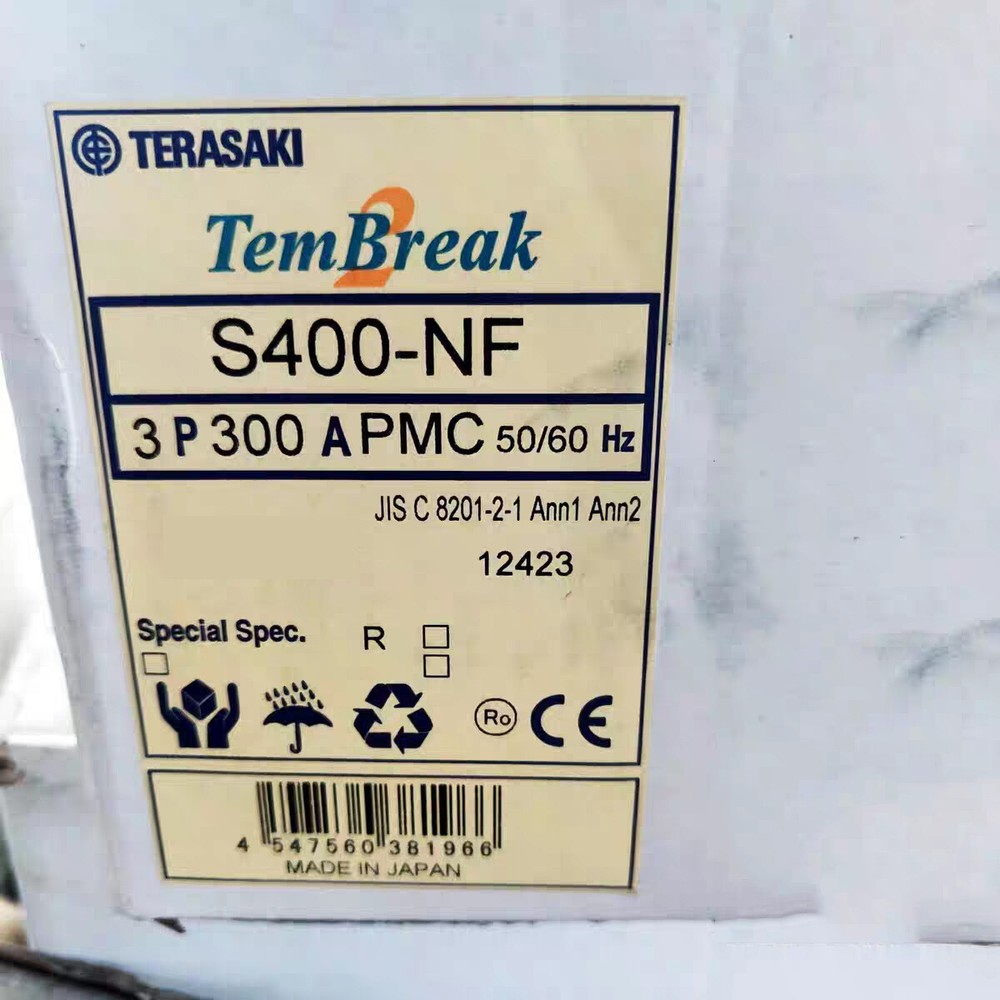 TERASAKI
TemBreak 2
S400-NF
3 P 300 A PMC 50/60 Hz
JIS C 8201-2-1 Ann1 Ann2
12423
Special Spec. R
Ro CE
4 547560 381966
MADE IN JAPAN